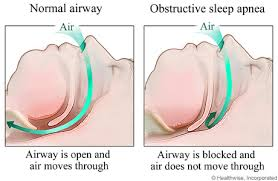 Normal airway
Obstructive sleep apnea
Air
Air
Airway is open and
air moves through
Airway is blocked and
air does not move through
© Healthwise, Incorporated